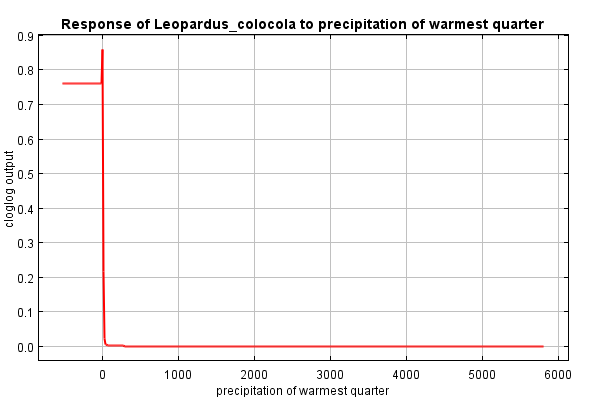 Response of Leopardus_colocola to precipitation of warmest quarter
0.9
0.8
0.7
0.6
0.5
0.4
0.3
0.2
0.1
0.0
cloglog output
0 1000 2000 3000 4000 5000 6000
precipitation of warmest quarter